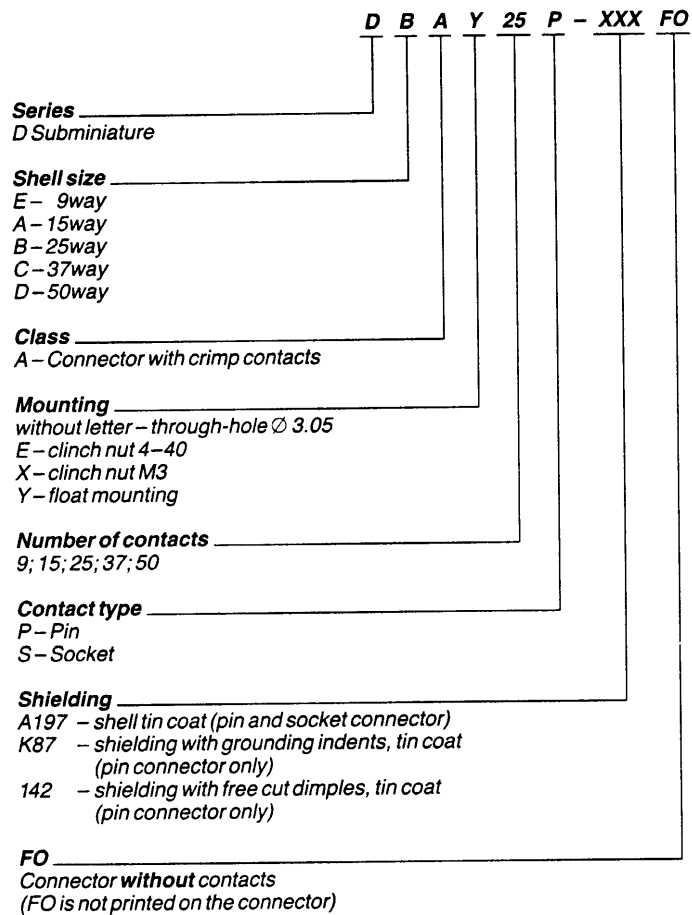 D B A Y 25 P – XXX FO
Series
D Subminiature
Shell size
E – 9way
A – 15way
B – 25way
C – 37way
D – 50way
Class
A – Connector with crimp contacts
Mounting
without letter – through-hole ∅ 3.05
E – clinch nut 4–40
X – clinch nut M3
Y – float mounting
Number of contacts
9; 15; 25; 37; 50
Contact type
P – Pin
S – Socket
Shielding
A197 – shell tin coat (pin and socket connector)
K87 – shielding with grounding indents, tin coat
(pin connector only)
142 – shielding with free cut dimples, tin coat
(pin connector only)
FO
Connector without contacts
(FO is not printed on the connector)